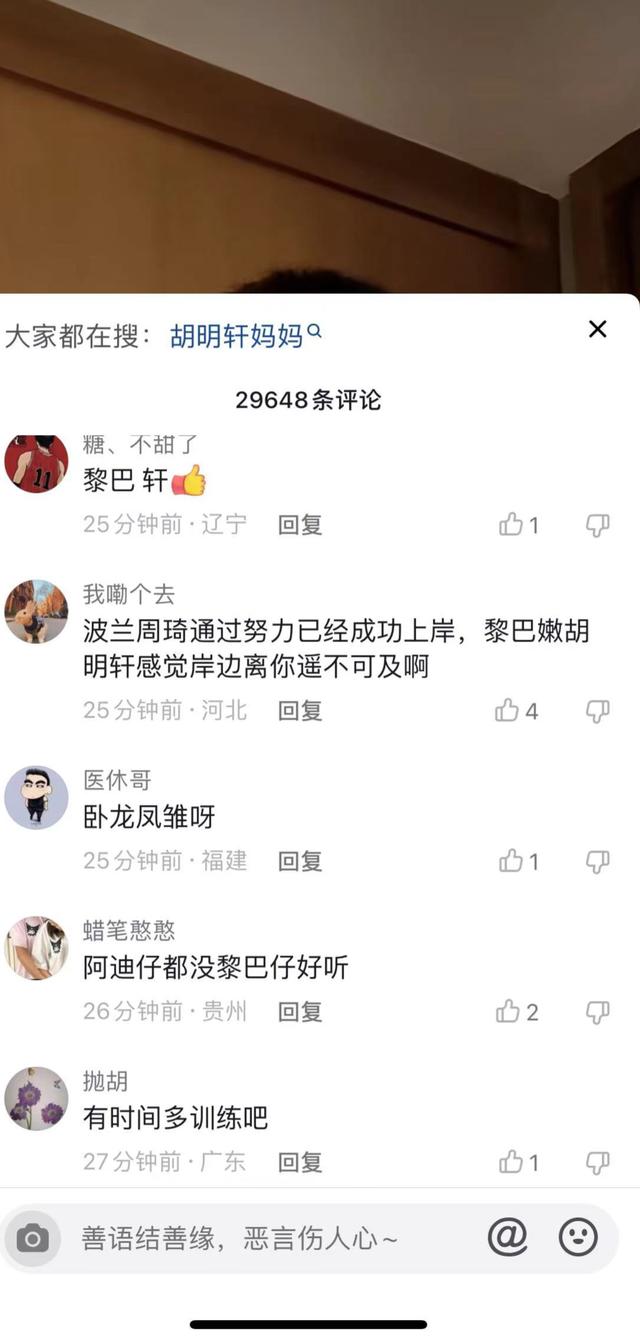 大家都在搜：胡明轩妈妈
29648条评论
糖、不甜了
11
黎巴 轩👍
25分钟前·辽宁 回复 1
我嘞个去
波兰周琦通过努力已经成功上岸，黎巴嫩胡
明轩感觉岸边离你遥不可及啊
25分钟前·河北 回复 4
医休哥
卧龙凤雏呀
25分钟前·福建 回复 1
蜡笔憨憨
阿迪仔都没黎巴仔好听
26分钟前·贵州 回复 2
抛胡
有时间多训练吧
27分钟前·广东 回复 1
善语结善缘，恶言伤人心~ @